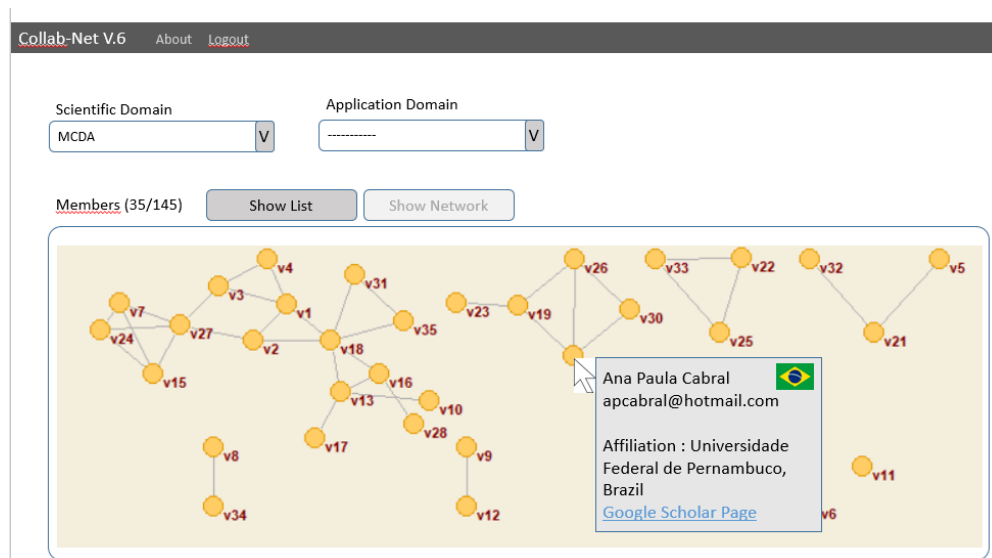 Collab-Net V.6 About Logout
Scientific Domain
Application Domain
MCDA
V
-----------
V
Members (35/145)
Show List
Show Network
v4
v26
v33
v22
v32
v5
v31
v3
v7
v1
v23
v19
v30
v24
v27
v35
v2
v18
v25
v21
v15
v16
v13
v10
v28
v17
v8
v9
v11
v34
v12
v6
Ana Paula Cabral
apcabral@hotmail.com
Affiliation : Universidade
Federal de Pernambuco,
Brazil
Google Scholar Page